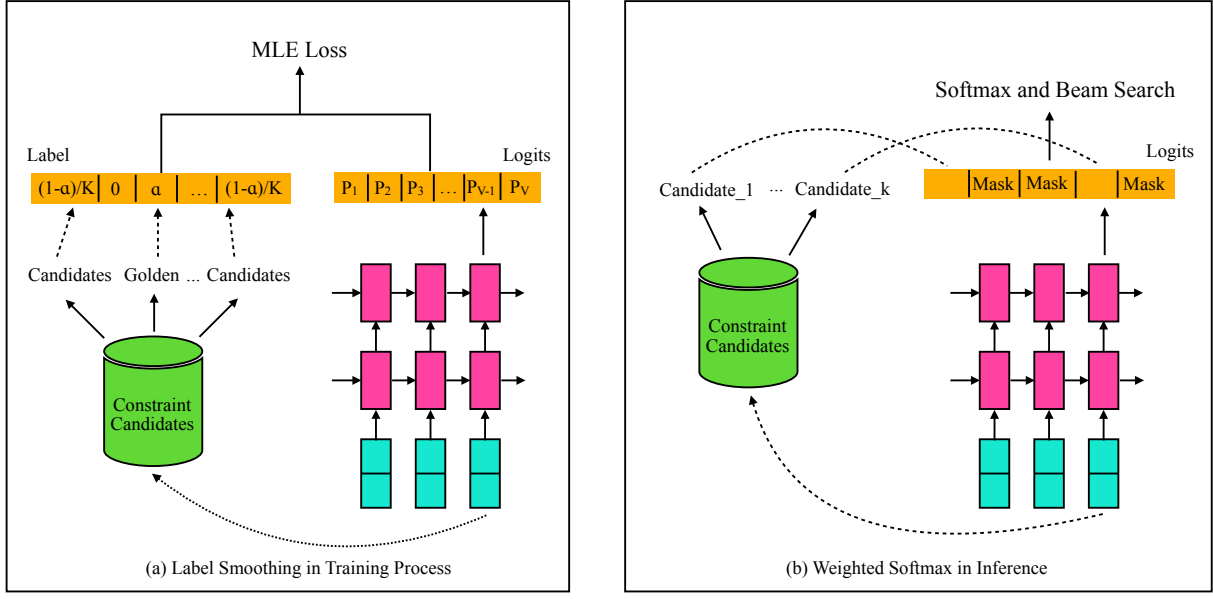 MLE Loss
Label
Logits
(1-α)/K 0 α ... (1-α)/K
P1 P2 P3 ... PV-1 PV
Candidates Golden ... Candidates
Constraint
Candidates
(a) Label Smoothing in Training Process
Softmax and Beam Search
Logits
Candidate_1 ... Candidate_k
Mask Mask Mask
Constraint
Candidates
(b) Weighted Softmax in Inference